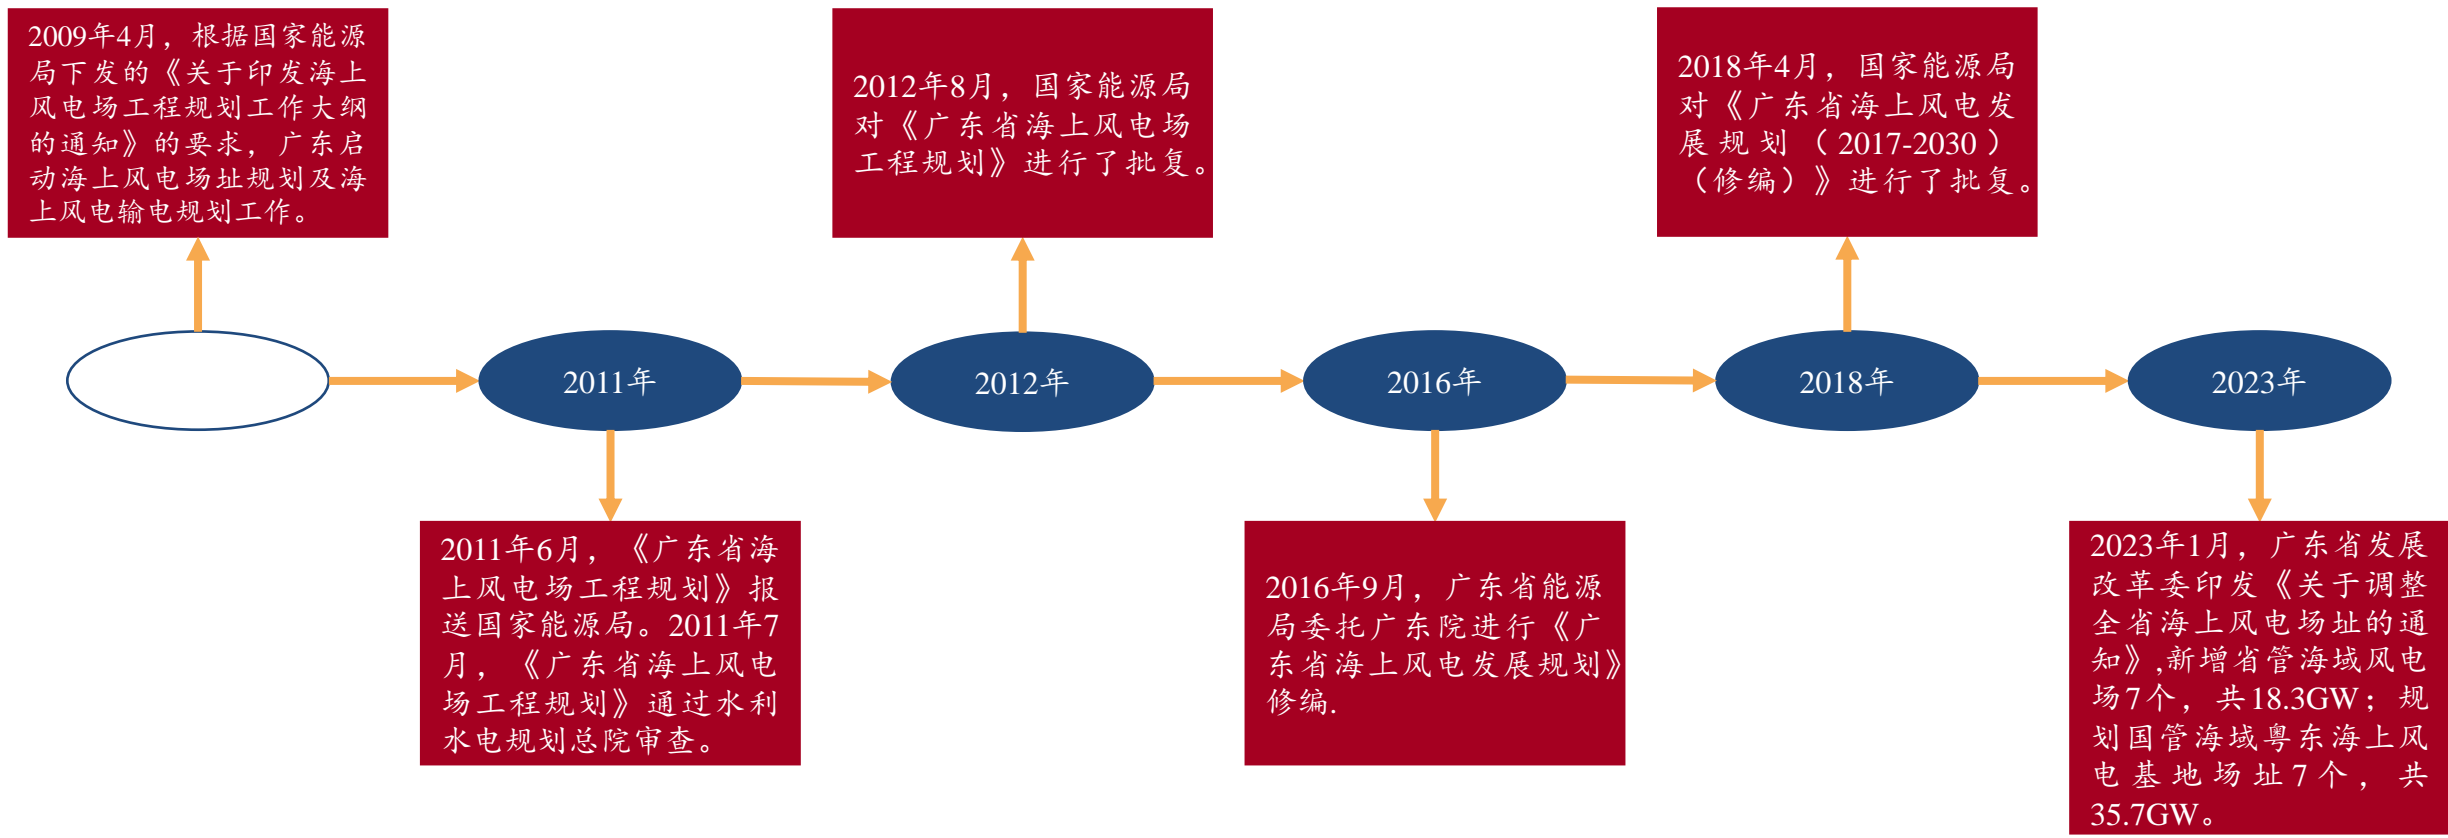 2009年4月，根据国家能源
局下发的《关于印发海上
风电场工程规划工作大纲
的通知》的要求，广东启
动海上风电场址规划及海
上风电输电规划工作。
2012年8月，国家能源局
对《广东省海上风电场
工程规划》进行了批复。
2018年4月，国家能源局
对《广东省海上风电发
展规划（2017-2030）
（修编）》进行了批复。
2011年
2012年
2016年
2018年
2023年
2011年6月，《广东省海
上风电场工程规划》报
送国家能源局。2011年7
月，《广东省海上风电
场工程规划》通过水利
水电规划总院审查。
2016年9月，广东省能源
局委托广东院进行《广
东省海上风电发展规划》
修编.
2023年1月，广东省发展
改革委印发《关于调整
全省海上风电场址的通
知》,新增省管海域风电
场7个，共18.3GW；规
划国管海域粤东海上风
电基地场址7个，共
35.7GW。